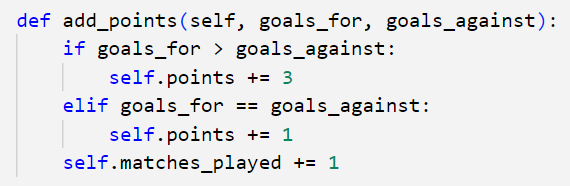 def add_points(self, goals_for, goals_against):
    if goals_for > goals_against:
        self.points += 3
    elif goals_for == goals_against:
        self.points += 1
    self.matches_played += 1